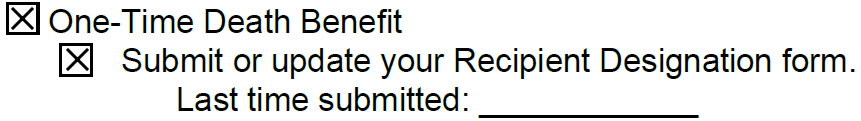 ☒ One-Time Death Benefit
☒ Submit or update your Recipient Designation form.
Last time submitted: ____________